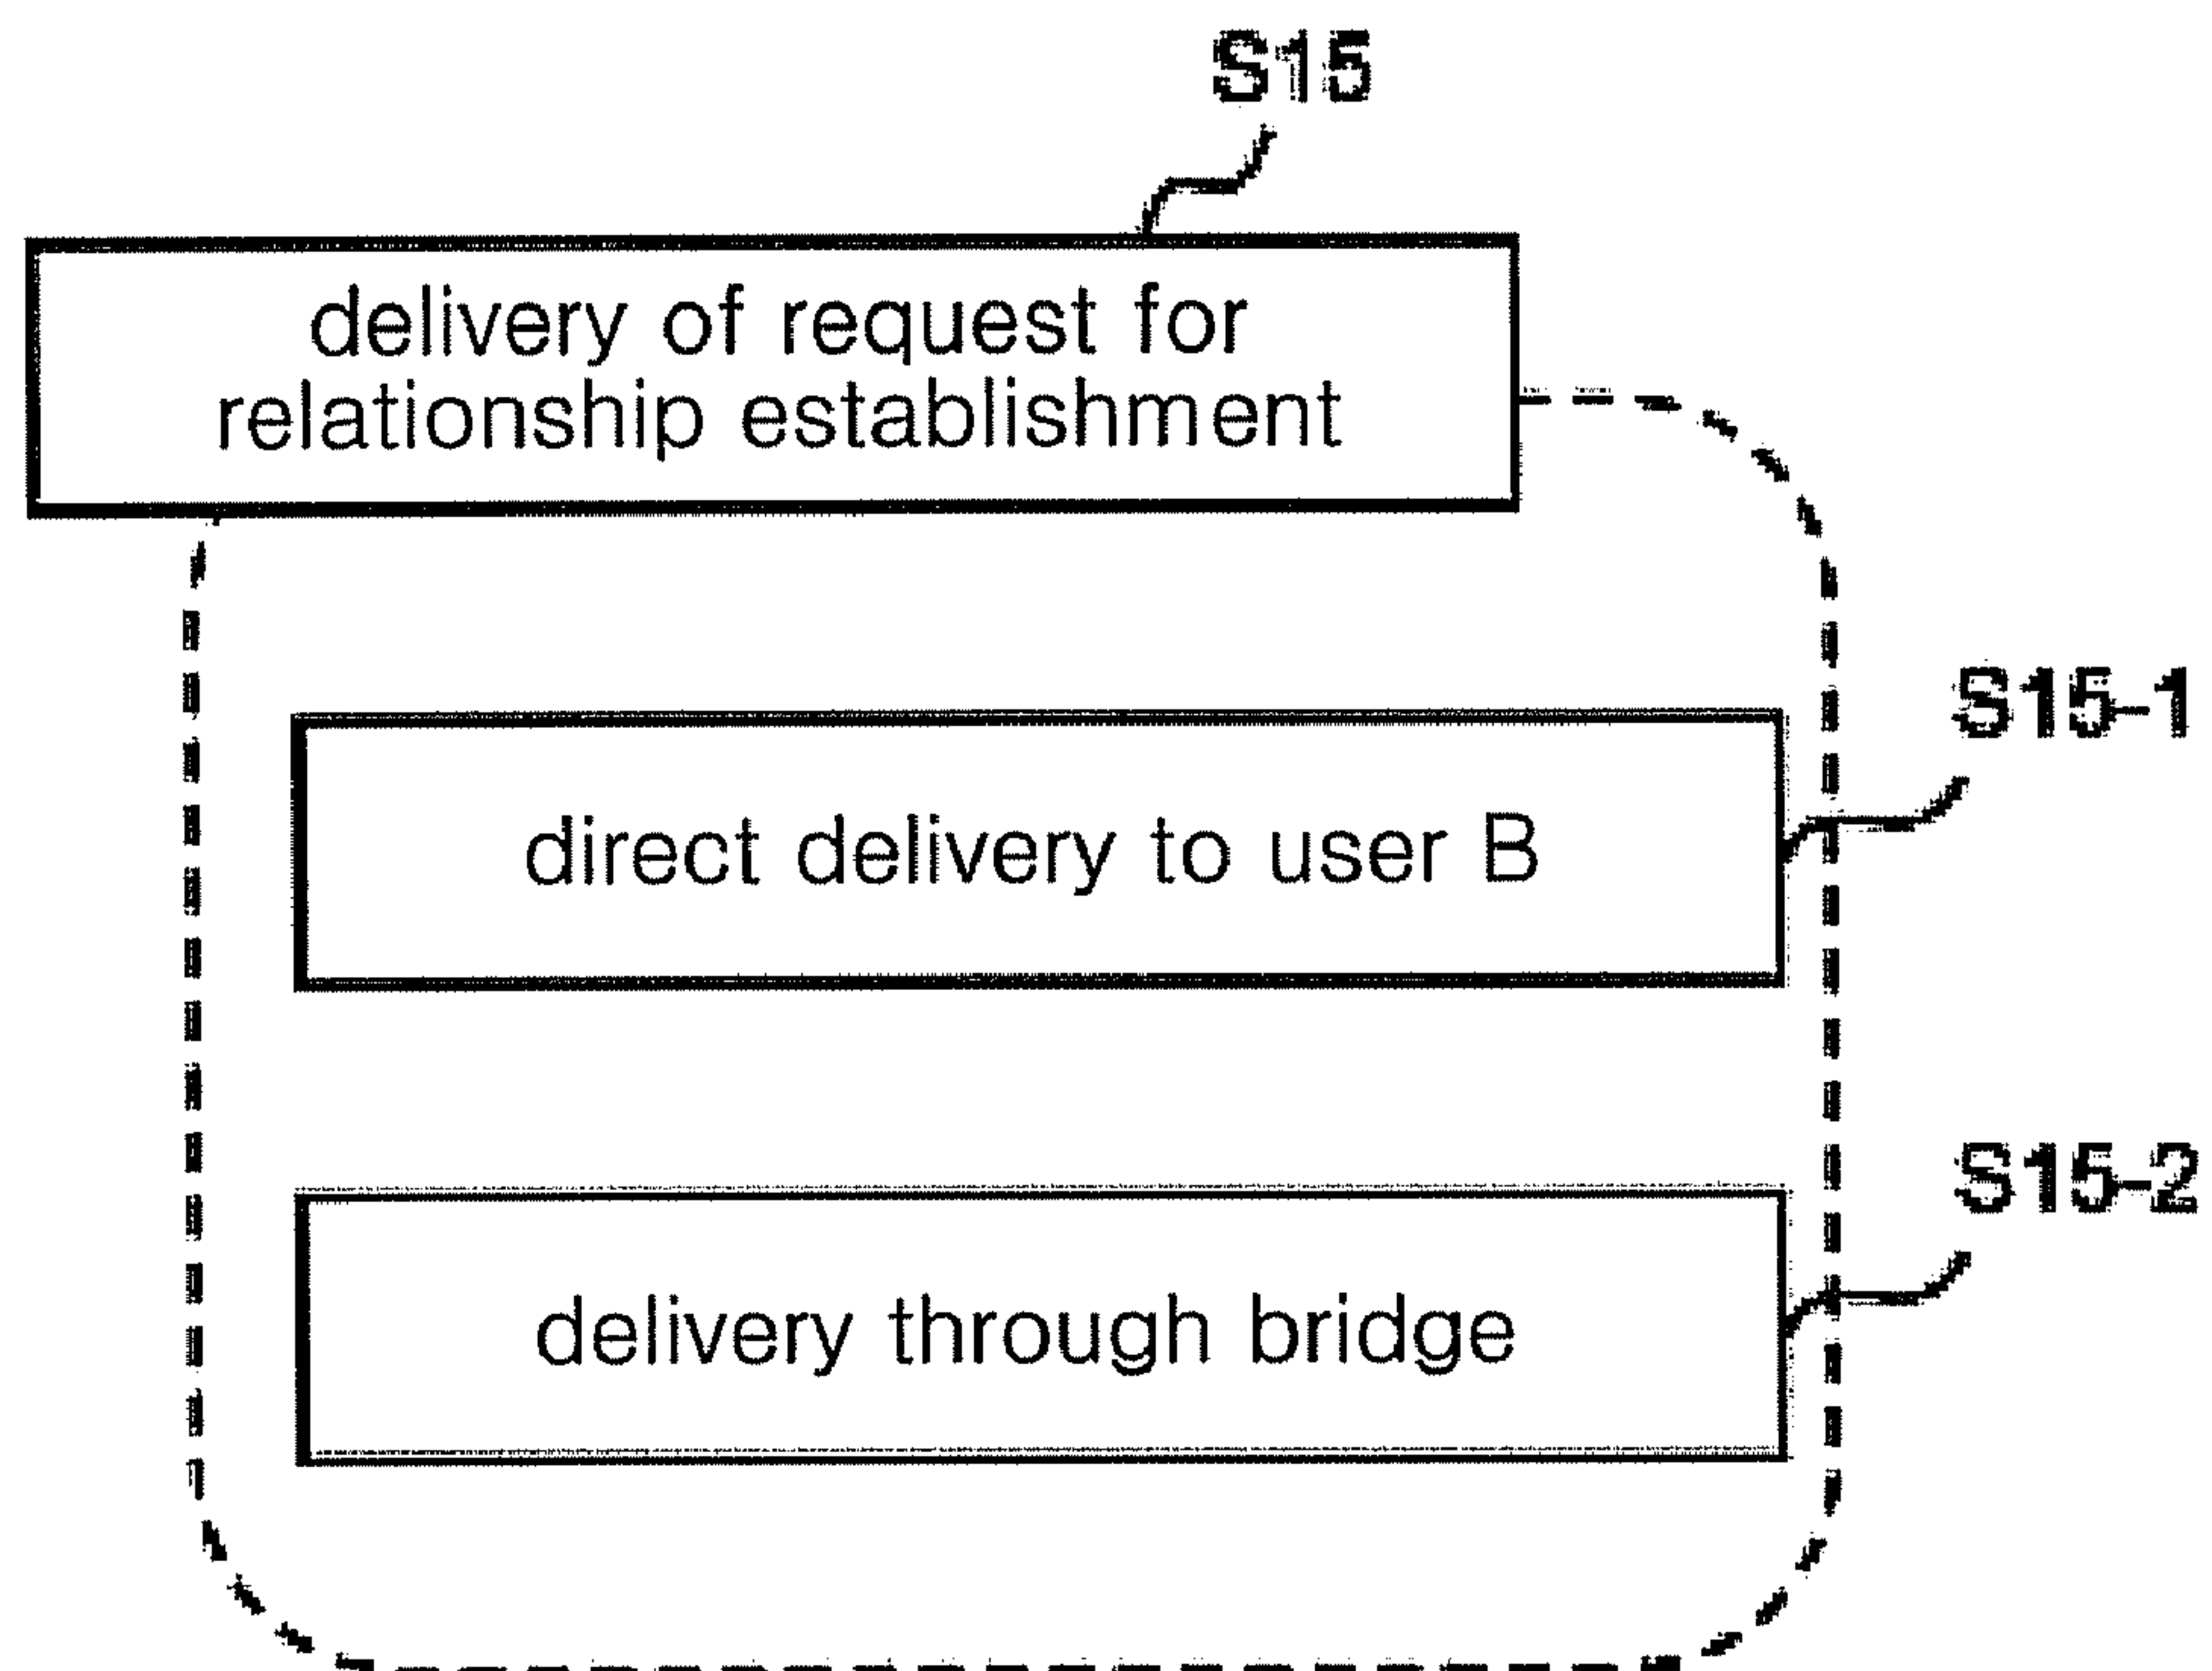 S15
delivery of request for
relationship establishment
S15-1
direct delivery to user B
S15-2
delivery through bridge